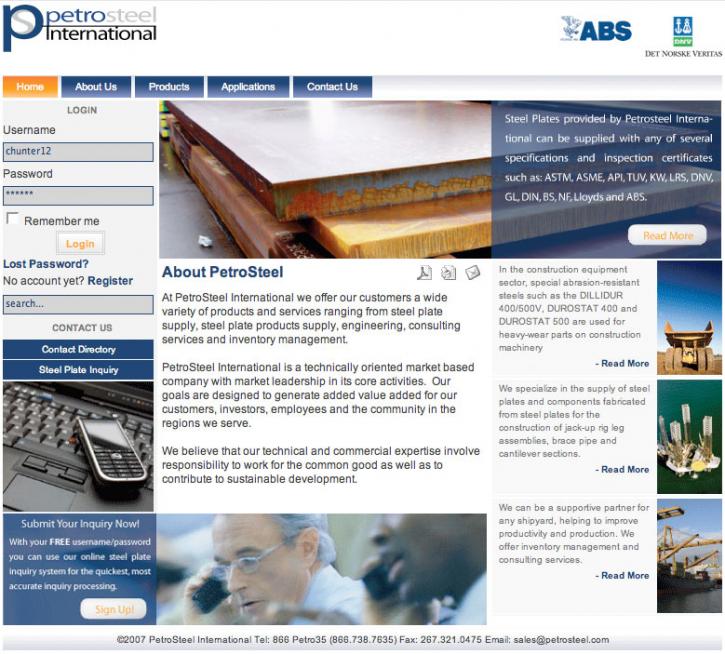 petrosteel
International
ABS
DNV
DET NORSKE VERITAS
Home
About Us
Products
Applications
Contact Us
LOGIN
Username
chunter12
Password
******
Remember me
Login
Lost Password?
No account yet? Register
search...
CONTACT US
Contact Directory
Steel Plate Inquiry
Submit Your Inquiry Now!
With your FREE username/password
you can use our online steel plate
inquiry system for the quickest, most
accurate inquiry processing.
Sign Up!
Steel Plates provided by Petrosteel Interna-
tional can be supplied with any of several
specifications and inspection certificates
such as: ASTM, ASME, API, TUV, KW, LRS, DNV,
GL, DIN, BS, NF, Lloyds and ABS.
Read More
About PetroSteel
At PetroSteel International we offer our customers a wide
variety of products and services ranging from steel plate
supply, steel plate products supply, engineering, consulting
services and inventory management.
PetroSteel International is a technically oriented market based
company with market leadership in its core activities. Our
goals are designed to generate added value added for our
customers, investors, employees and the community in the
regions we serve.
We believe that our technical and commercial expertise involve
responsibility to work for the common good as well as to
contribute to sustainable development.
In the construction equipment
sector, special abrasion-resistant
steels such as the DILLIDUR
400/500V, DUROSTAT 400 and
DUROSTAT 500 are used for
heavy-wear parts on construction
machinery
- Read More
We specialize in the supply of steel
plates and components fabricated
from steel plates for the
construction of jack-up rig leg
assemblies, brace pipe and
cantilever sections.
- Read More
We can be a supportive partner for
any shipyard, helping to improve
productivity and production. We
offer inventory management and
consulting services.
- Read More
©2007 PetroSteel International Tel: 866 Petro35 (866.738.7635) Fax: 267.321.0475 Email: sales@petrosteel.com